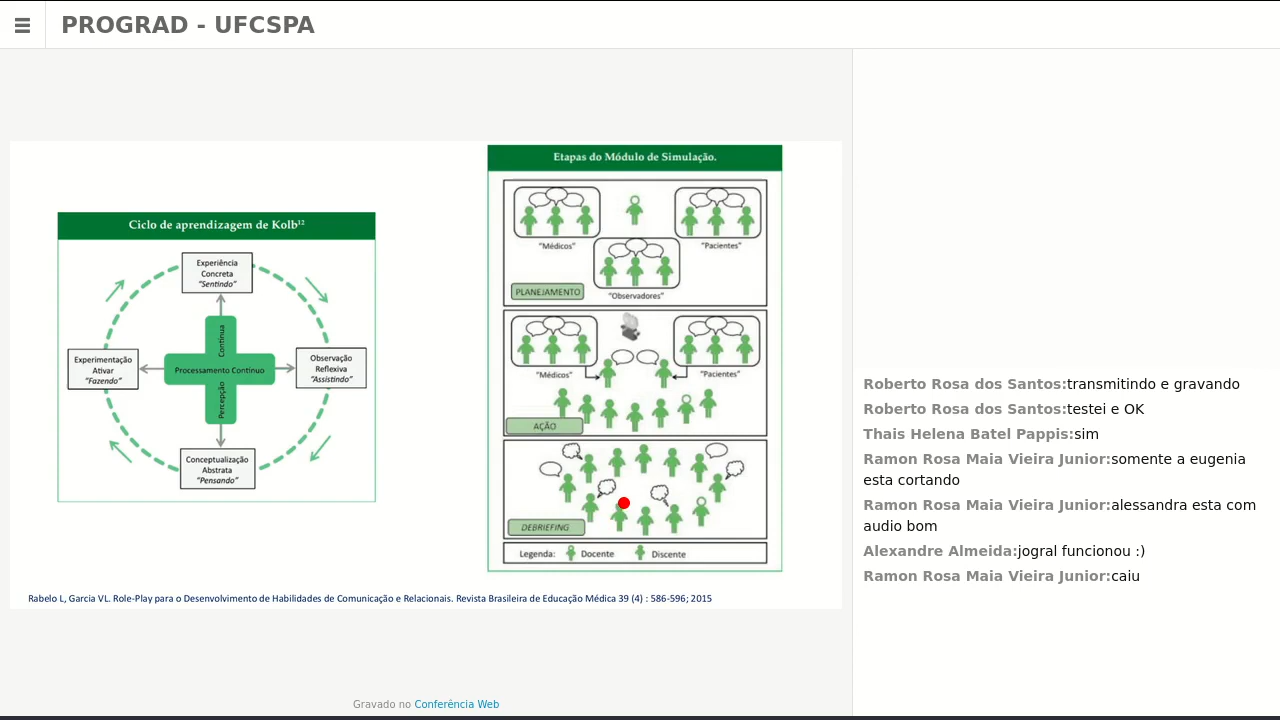 PROGRAD - UFCSPA
Ciclo de aprendizagem de Kolb¹²
Experiência
Concreta
“Sentindo”
Experimentação
Ativar
“Fazendo”
Contínua
Processamento Contínuo
Percepção
Observação
Reflexiva
“Assistindo”
Conceptualização
Abstrata
“Pensando”
Etapas do Módulo de Simulação.
“Médicos”
“Pacientes”
“Observadores”
PLANEJAMENTO
“Médicos”
“Pacientes”
AÇÃO
DEBRIEFING
Legenda: Docente Discente
Rabelo L, Garcia VL. Role-Play para o Desenvolvimento de Habilidades de Comunicação e Relacionais. Revista Brasileira de Educação Médica 39 (4) : 586-596; 2015
Gravado no Conferência Web
Roberto Rosa dos Santos:transmitindo e gravando
Roberto Rosa dos Santos:testei e OK
Thais Helena Batel Pappis:sim
Ramon Rosa Maia Vieira Junior:somente a eugenia
esta cortando
Ramon Rosa Maia Vieira Junior:alessandra esta com
audio bom
Alexandre Almeida:jogral funcionou :)
Ramon Rosa Maia Vieira Junior:caiu